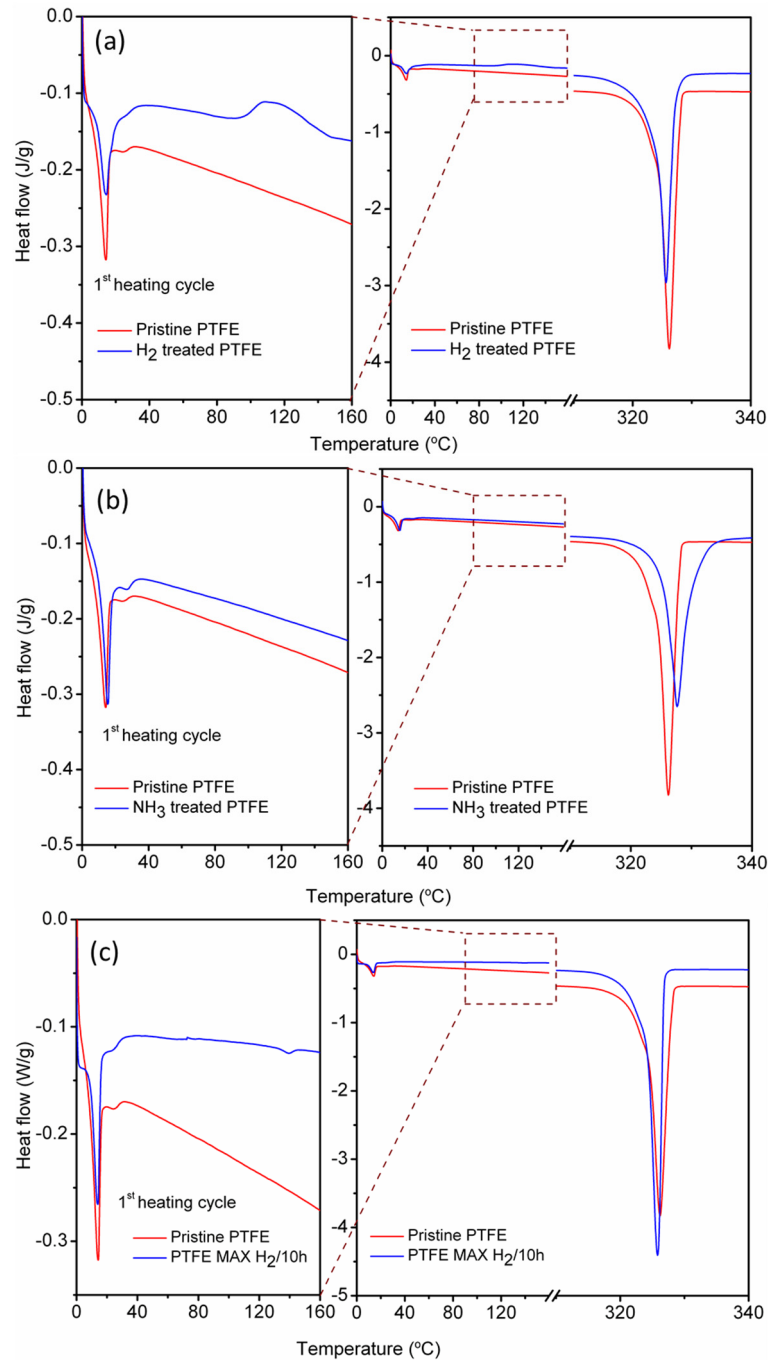 (a)
0.0
-0.1
-0.2
-0.3
-0.4
-0.5
Heat flow (J/g)
1st heating cycle
Pristine PTFE
H2 treated PTFE
0 40 80 120 160
0
-1
-2
-3
-4
Pristine PTFE
H2 treated PTFE
0 40 80 120 320 340
Temperature (ºC)
(b)
0.0
-0.1
-0.2
-0.3
-0.4
-0.5
Heat flow (J/g)
1st heating cycle
Pristine PTFE
NH3 treated PTFE
0 40 80 120 160
0
-1
-2
-3
-4
Pristine PTFE
NH3 treated PTFE
0 40 80 120 320 340
Temperature (ºC)
(c)
0.0
-0.1
-0.2
-0.3
Heat flow (W/g)
1st heating cycle
Pristine PTFE
PTFE MAX H2/10h
0 40 80 120 160
0
-1
-2
-3
-4
-5
Pristine PTFE
PTFE MAX H2/10h
0 40 80 120 320 340
Temperature (ºC)